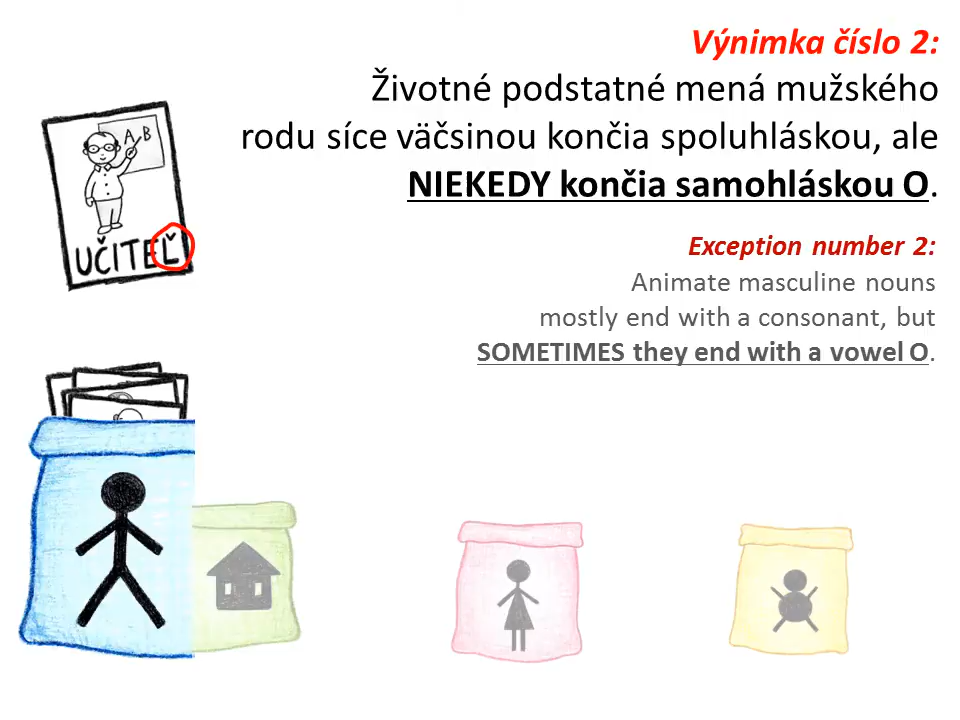 Výnimka číslo 2:
Životné podstatné mená mužského
rodu síce väčsinou končia spoluhláskou, ale
NIEKEDY končia samohláskou O.
A B
UČITEĽ
Exception number 2:
Animate masculine nouns
mostly end with a consonant, but
SOMETIMES they end with a vowel O.